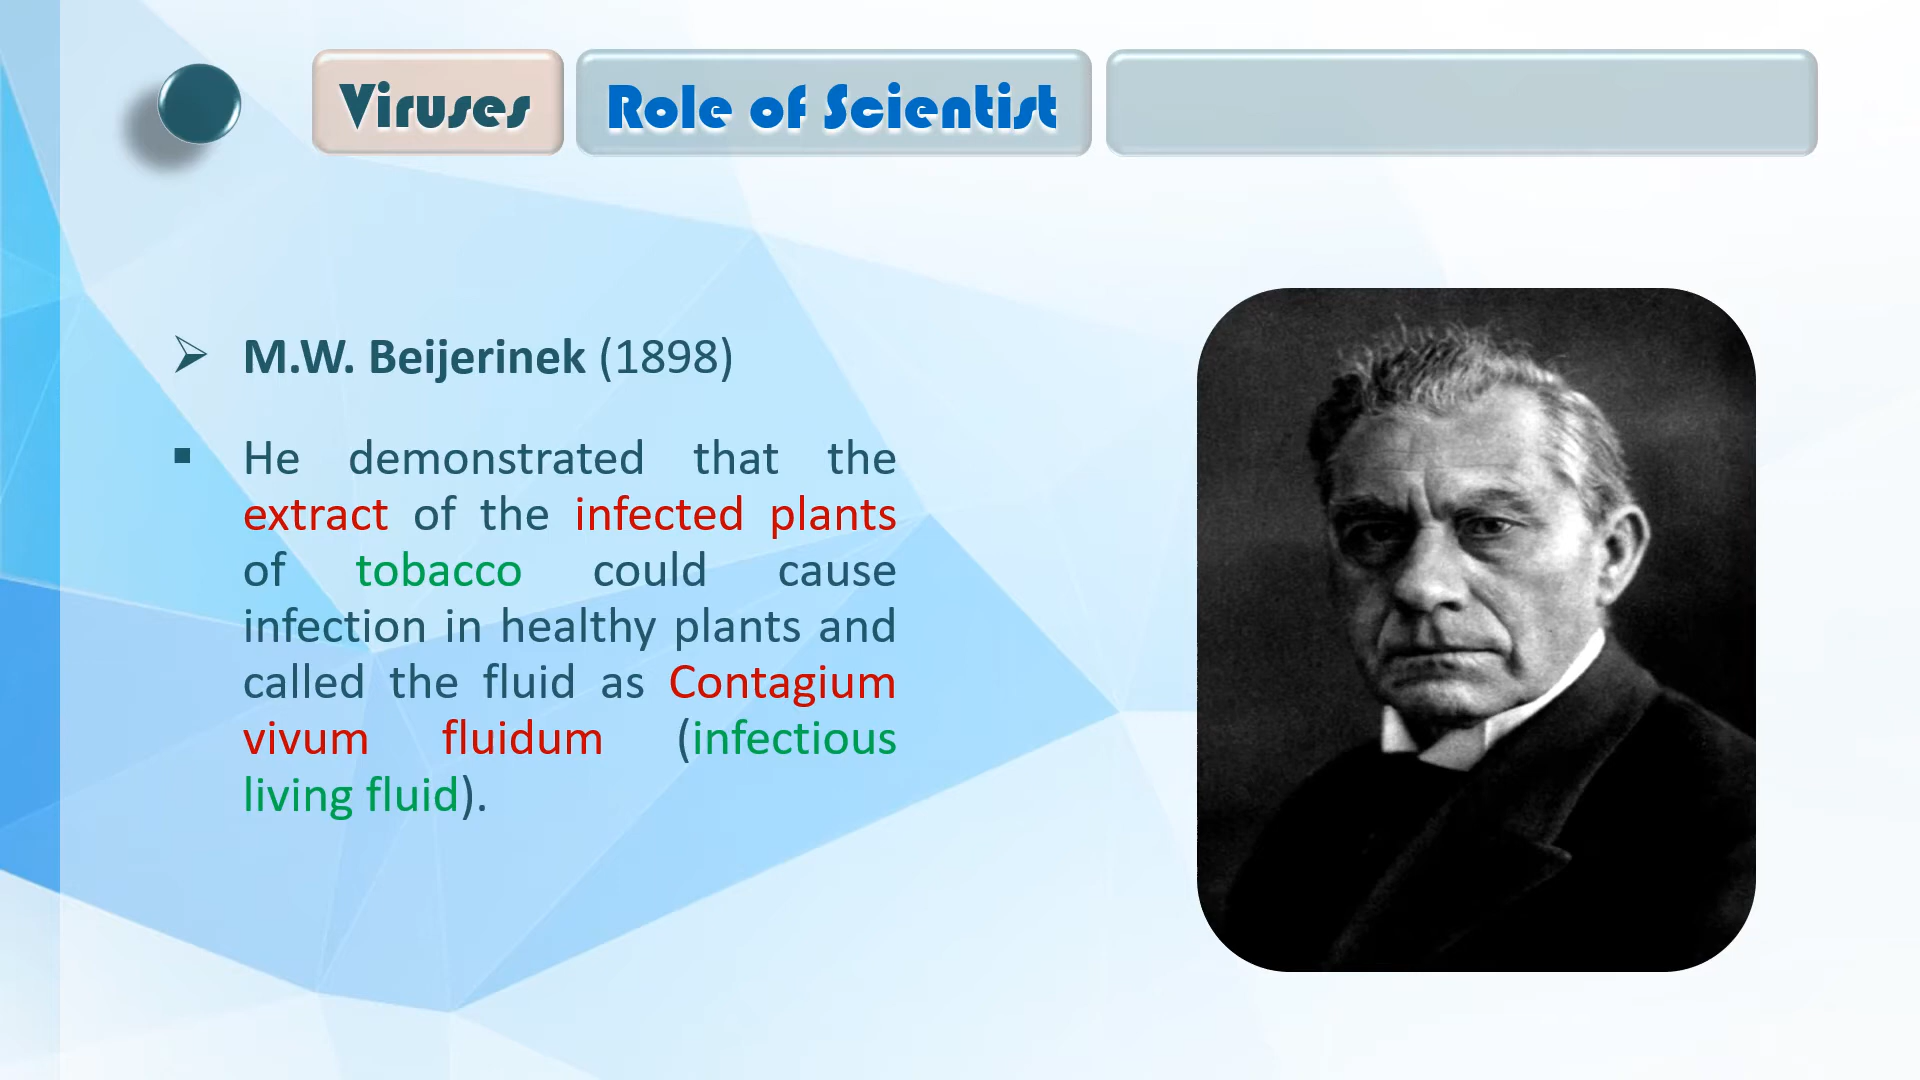 Viruses Role of Scientist
M.W. Beijerinek (1898)
He demonstrated that the
extract of the infected plants
of tobacco could cause
infection in healthy plants and
called the fluid as Contagium
vivum fluidum (infectious
living fluid).